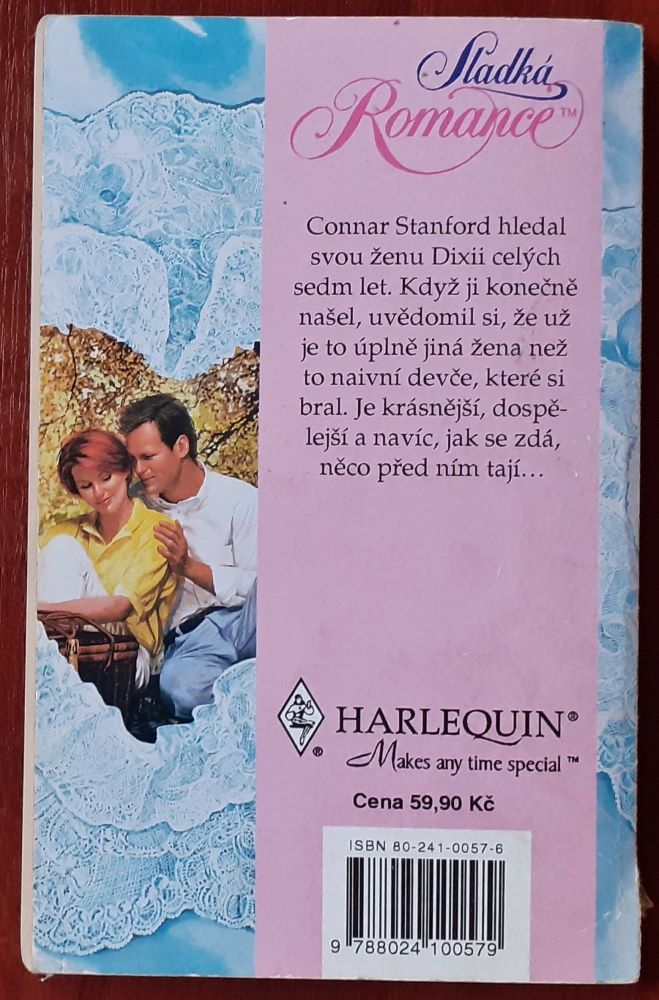 Sladká
Romance™
Connar Stanford hledal
svou ženu Dixii celých
sedm let. Když ji konečně
našel, uvědomil si, že už
je to úplně jiná žena než
to naivní devče, které si
bral. Je krásnější, dospě-
lejší a navíc, jak se zdá,
něco před ním tají...
HARLEQUIN®
®
Makes any time special™
Cena 59,90 Kč
ISBN 80-241-0057-6
9 788024 100579